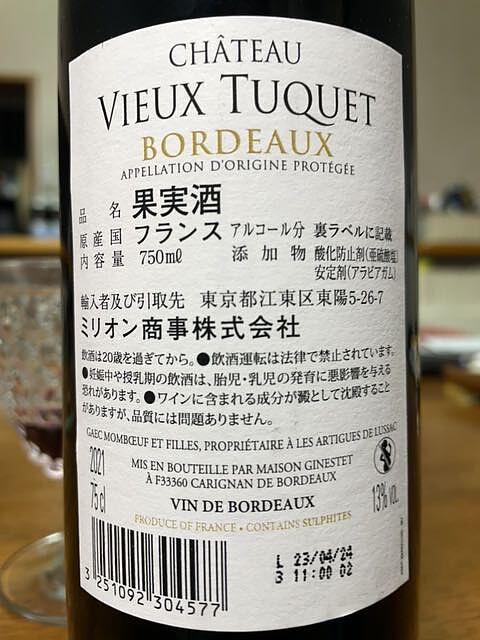 CHÂTEAU
VIEUX TUQUET
BORDEAUX
APPELLATION D'ORIGINE PROTÉGÉE
品名 果実酒
原産国 フランス アルコール分 裏ラベルに記載
内容量 750mℓ 添加物 酸化防止剤(亜硫酸塩)
安定剤(アラビアガム)
輸入者及び引取先 東京都江東区東陽5-26-7
ミリオン商事株式会社
飲酒は20歳を過ぎてから。●飲酒運転は法律で禁止されています。
●妊娠中や授乳期の飲酒は、胎児・乳児の発育に悪影響を与える
恐れがあります。●ワインに含まれる成分が澱として沈殿すること
がありますが、品質には問題ありません。
GAEC MOMBŒUF ET FILLES, PROPRIÉTAIRE À LES ARTIGUES DE LUSSAC
MIS EN BOUTEILLE PAR MAISON GINESTET
À F33360 CARIGNAN DE BORDEAUX
2021
75 cl
13% VOL.
VIN DE BORDEAUX
PRODUCE OF FRANCE • CONTAINS SULPHITES
L 23/04/24
3 11:00 02
3 251092 304577